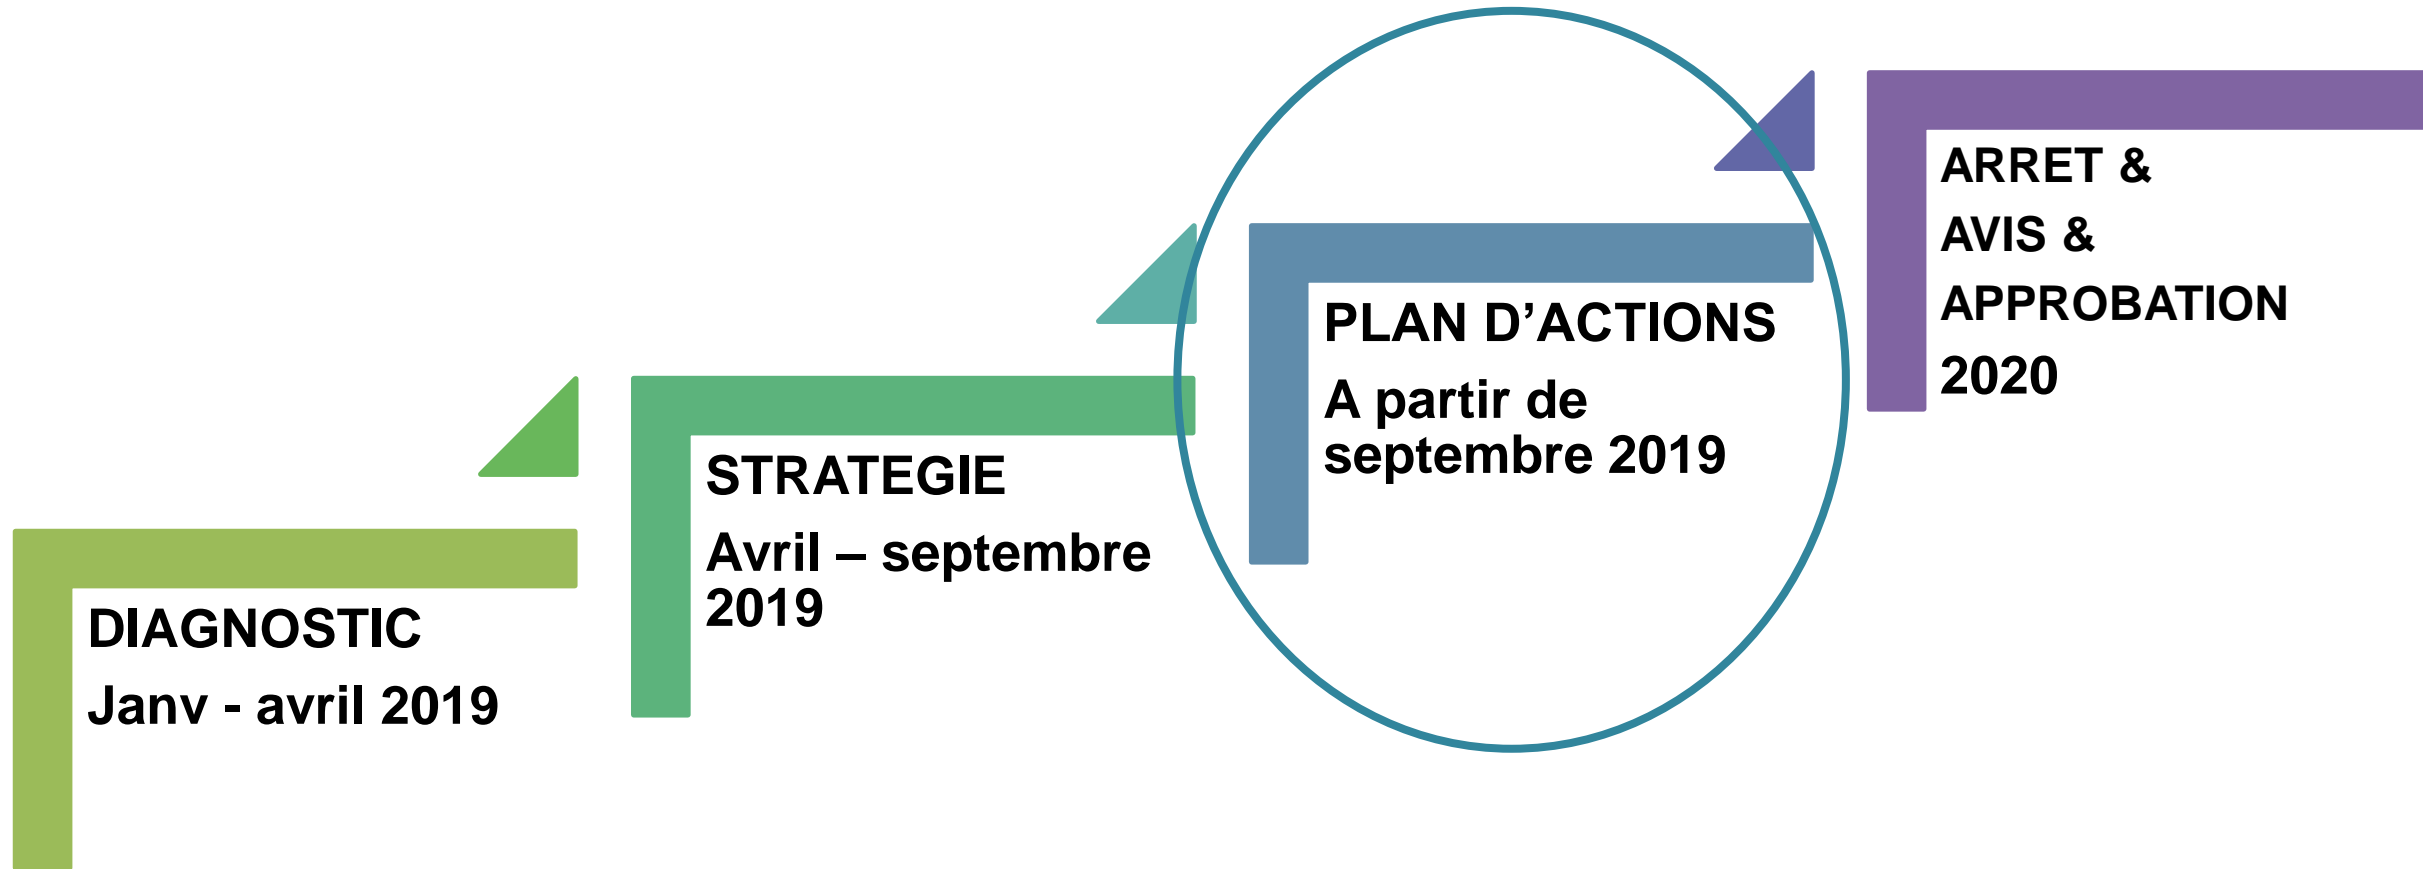 DIAGNOSTIC
Janv - avril 2019
STRATEGIE
Avril – septembre
2019
PLAN D’ACTIONS
A partir de
septembre 2019
ARRET &
AVIS &
APPROBATION
2020